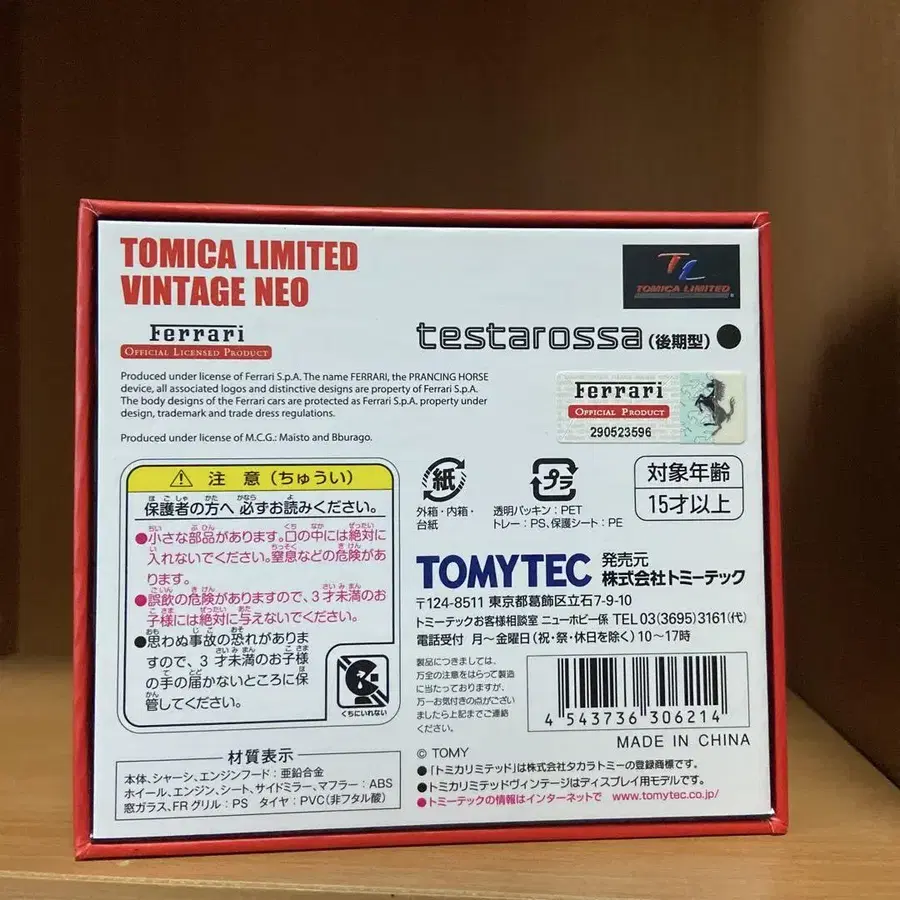 TOMICA LIMITED
VINTAGE NEO
TL
TOMICA LIMITED
Ferrari
OFFICIAL LICENSED PRODUCT
testarossa (後期型)
Produced under license of Ferrari S.p.A. The name FERRARI, the PRANCING HORSE
device, all associated logos and distinctive designs are property of Ferrari S.p.A.
The body designs of the Ferrari cars are protected as Ferrari S.p.A. property under
design, trademark and trade dress regulations.
Produced under license of M.C.G.: Maisto and Bburago.
Ferrari
OFFICIAL PRODUCT
290523596
注 意(ちゅうい)
保護者の方へ 必ずお読みください。
●小さな部品があります。口の中には絶対に
入れないでください。窒息などの危険があ
ります。
●誤飲の危険がありますので、3才未満のお
子様には絶対に与えないでください。
●思わぬ事故の恐れがありま
すので、3才未満のお子様
の手の届かないところに保
管してください。
くちにいれない
紙
外箱・内箱・
台紙
プラ
透明パッキン:PET
トレー:PS、保護シート:PE
対象年齢
15才以上
TOMYTEC
発売元
株式会社トミーテック
〒124-8511 東京都葛飾区立石7-9-10
トミーテックお客様相談室 ニューホビー係 TEL 03(3695)3161(代)
電話受付 月〜金曜日(祝・祭・休日を除く)10〜17時
製品につきましては、
万全の注意をはらって製造
に当たっておりますが、
万一お気付きの点がござい
ましたら上記までご連絡
ください。
4 543736 306214
MADE IN CHINA
材質表示
本体、シャーシ、エンジンフード:亜鉛合金
ホイール、エンジン、シート、サイドミラー、マフラー:ABS
窓ガラス、FRグリル:PS タイヤ:PVC(非フタル酸)
© TOMY
●「トミカリミテッド」は株式会社タカラトミーの登録商標です。
●トミカリミテッドヴィンテージはディスプレイ用モデルです。
●トミーテックの情報はインターネットで www.tomytec.co.jp/